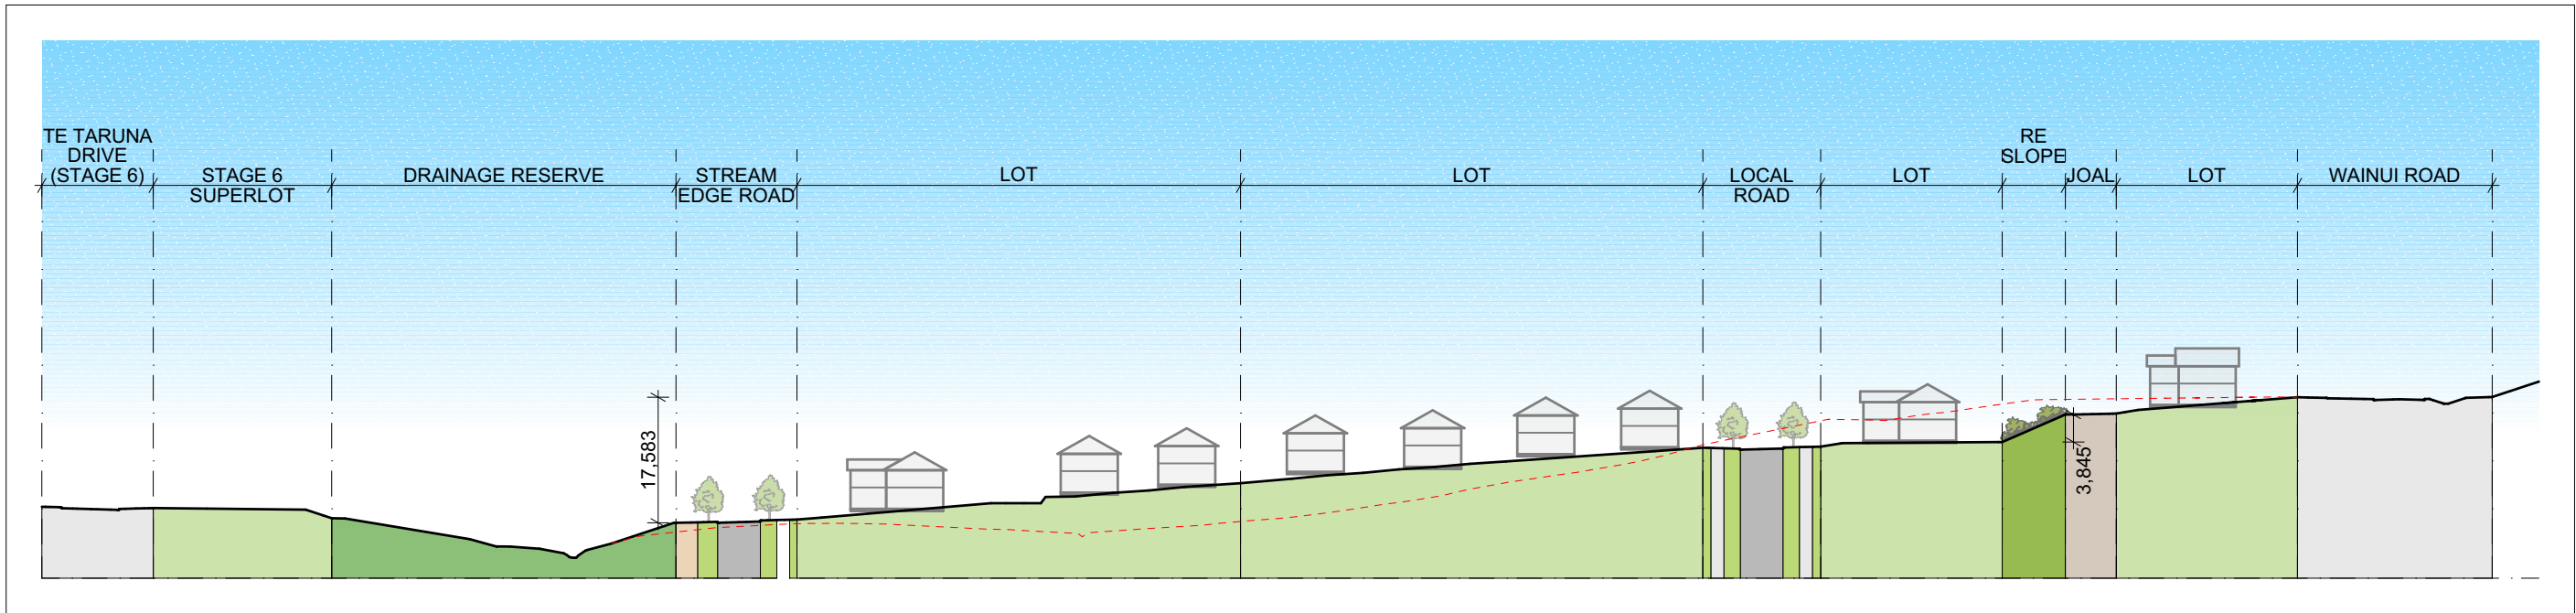 TE TARUNA
DRIVE
(STAGE 6)
STAGE 6
SUPERLOT
DRAINAGE RESERVE
STREAM
EDGE ROAD
LOT
LOT
LOCAL
ROAD
LOT
RE
SLOPE
JOAL
LOT
WAINUI ROAD
17,583
3,845